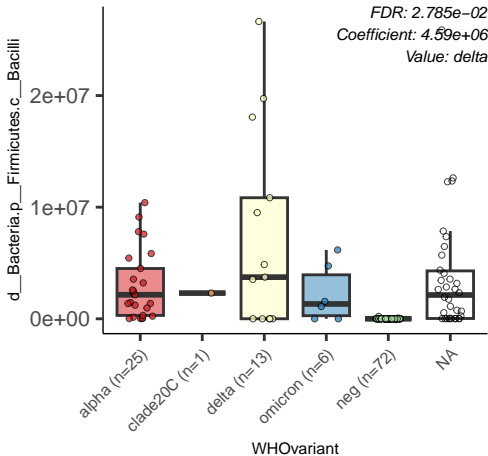 FDR: 2.785e−02
Coefficient: 4.59e+06
Value: delta
d__Bacteria.p__Firmicutes.c__Bacilli
2e+07
1e+07
0e+00
alpha (n=25)
clade20C (n=1)
delta (n=13)
omicron (n=6)
neg (n=72)
NA
WHOvariant